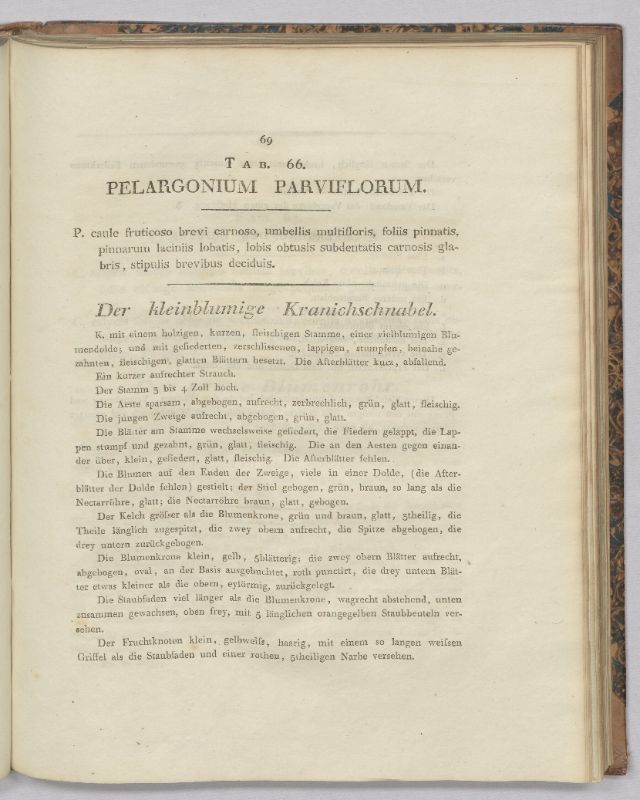 69
TAB. 66.
PELARGONIUM PARVIFLORUM.
P. caule fruticoso brevi carnoso, umbellis multifloris, foliis pinnatis,
pinnarum laciniis lobatis, lobis obtusis subdentatis carnosis gla-
bris, stipulis brevibus deciduis.
Der kleinblumige Kranichschnabel.
K. mit einem holzigen, kurzen, fleischigen Stamme, einer vielblumigen Blu-
mendolde; und mit gefiederten, zerschlissenen, lappigen, stumpfen, beinahe ge-
zahnten, fleischigen, glatten Blättern besetzt. Die Afterblätter kurz, abfallend.
Ein kurzer aufrechter Strauch.
Der Stamm 3 bis 4 Zoll hoch.
Die Aeste sparsam, abgebogen, aufrecht, zerbrechlich, grün, glatt, fleischig.
Die jungen Zweige aufrecht, abgebogen, grün, glatt.
Die Blätter am Stamme wechselsweise gefiedert, die Fiedern gelappt, die Lap-
pen stumpf und gezahnt, grün, glatt, fleischig. Die an den Aesten gegen einan-
der über, klein, gefiedert, glatt, fleischig. Die Afterblätter fehlen.
Die Blumen auf den Enden der Zweige, viele in einer Dolde, (die After-
blätter der Dolde fehlen) gestielt; der Stiel gebogen, grün, braun, so lang als die
Nectarröhre, glatt; die Nectarröhre braun, glatt, gebogen.
Der Kelch gröfser als die Blumenkrone, grün und braun, glatt, 5theilig, die
Theile länglich zugespitzt, die zwey obern aufrecht, die Spitze abgebogen, die
drey untern zurückgebogen.
Die Blumenkrone klein, gelb, 5blätterig; die zwey obern Blätter aufrecht,
abgebogen, oval, an der Basis ausgebuchtet, roth punctirt, die drey untern Blät-
ter etwas kleiner als die obern, eyförmig, zurückgelegt.
Die Staubfäden viel länger als die Blumenkrone, wagrecht abstehend, unten
zusammen gewachsen, oben frey, mit 5 länglichen orangegelben Staubbeuteln ver-
sehen.
Der Fruchtknoten klein, gelbweifs, haarig, mit einem so langen weifsen
Griffel als die Staubfaden und einer rothen, 5theiligen Narbe versehen.